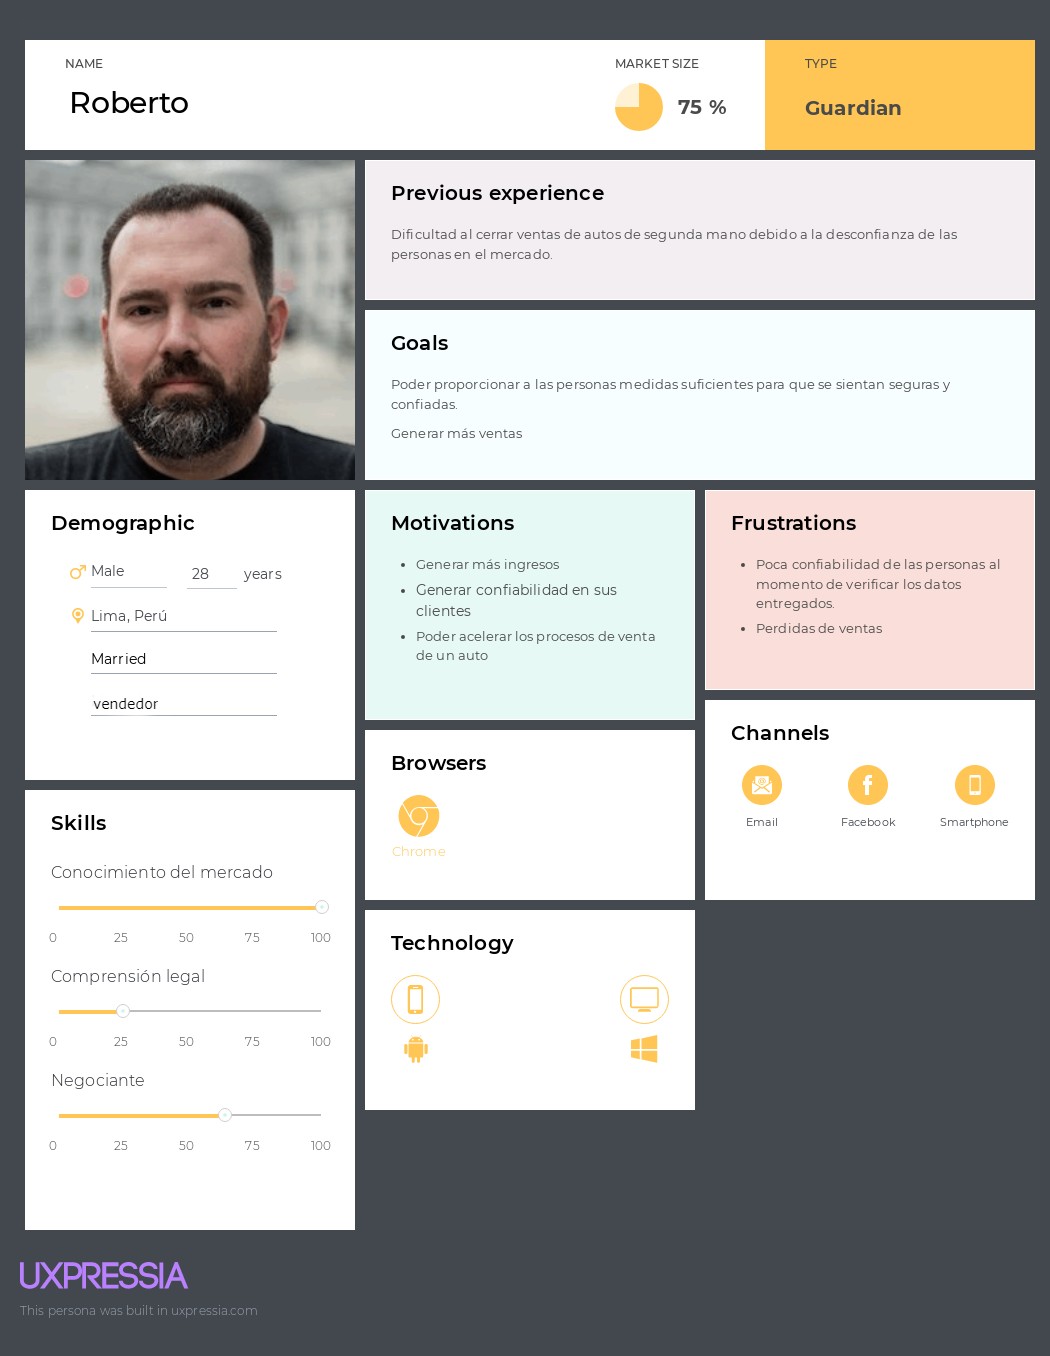 NAME
Roberto
MARKET SIZE
75 %
TYPE
Guardian
Previous experience
Dificultad al cerrar ventas de autos de segunda mano debido a la desconfianza de las
personas en el mercado.
Goals
Poder proporcionar a las personas medidas suficientes para que se sientan seguras y
confiadas.
Generar más ventas
Demographic
Male
28 years
Lima, Perú
Married
vendedor
Skills
Conocimiento del mercado
0 25 50 75 100
Comprensión legal
0 25 50 75 100
Negociante
0 25 50 75 100
Motivations
Generar más ingresos
Generar confiabilidad en sus
clientes
Poder acelerar los procesos de venta
de un auto
Browsers
Chrome
Technology
Frustrations
Poca confiabilidad de las personas al
momento de verificar los datos
entregados.
Perdidas de ventas
Channels
Email Facebook Smartphone
UXPRESSIA
This persona was built in uxpressia.com